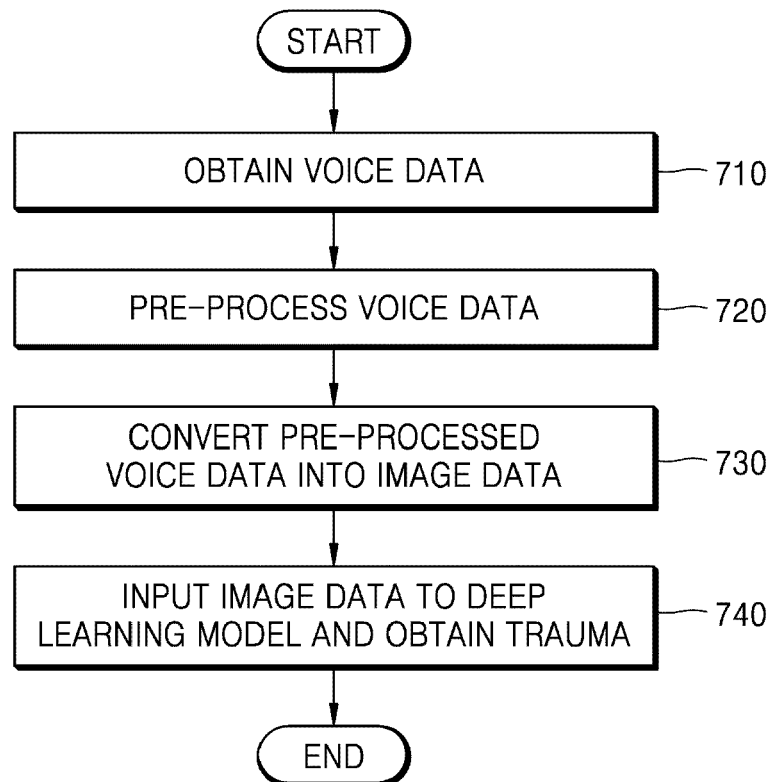 START
OBTAIN VOICE DATA
710
PRE-PROCESS VOICE DATA
720
CONVERT PRE-PROCESSED
VOICE DATA INTO IMAGE DATA
730
INPUT IMAGE DATA TO DEEP
LEARNING MODEL AND OBTAIN TRAUMA
740
END